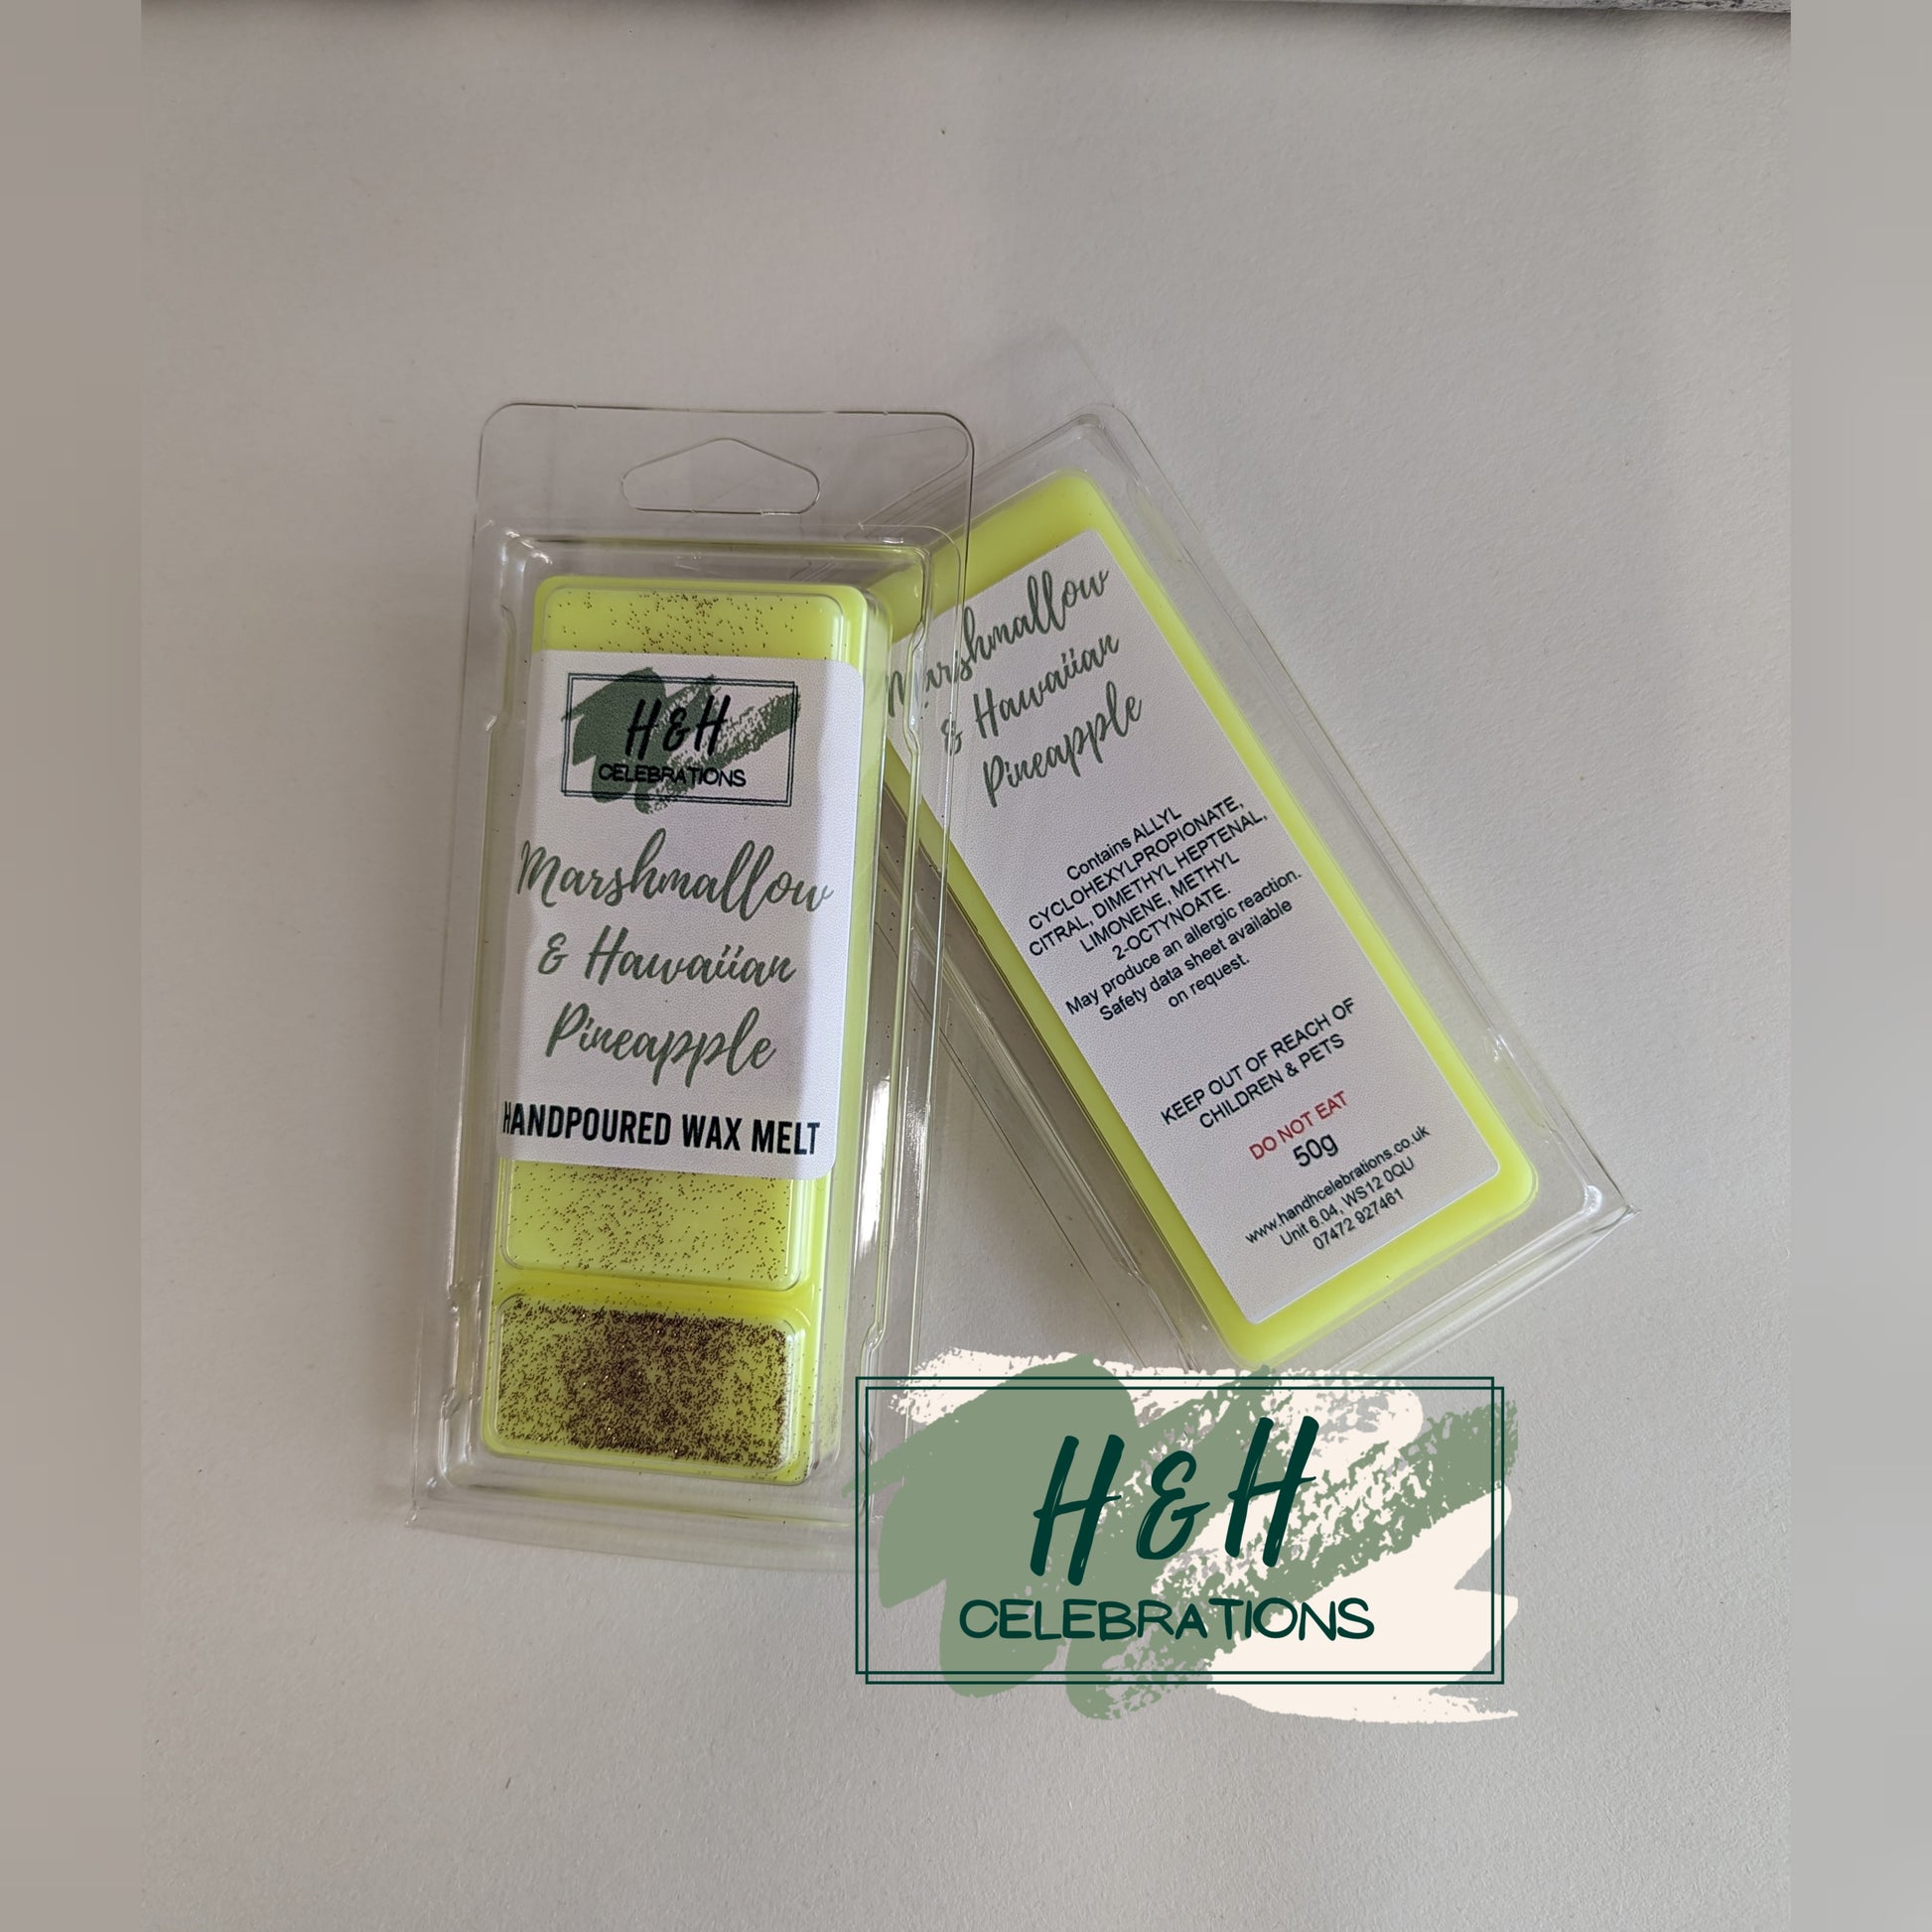 H&H
CELEBRATIONS
Marshmallow
& Hawaiian
Pineapple
HANDPOURED WAX MELT
Marshmallow
& Hawaiian
Pineapple
Contains ALLYL
CYCLOHEXYLPROPIONATE,
CITRAL, DIMETHYL HEPTENAL,
LIMONENE, METHYL
2-OCTYNOATE.
May produce an allergic reaction.
Safety data sheet available
on request.
KEEP OUT OF REACH OF
CHILDREN & PETS
DO NOT EAT
50g
www.handhcelebrations.co.uk
Unit 6.04, WS12 0QU
07472 927461
H&H
CELEBRATIONS